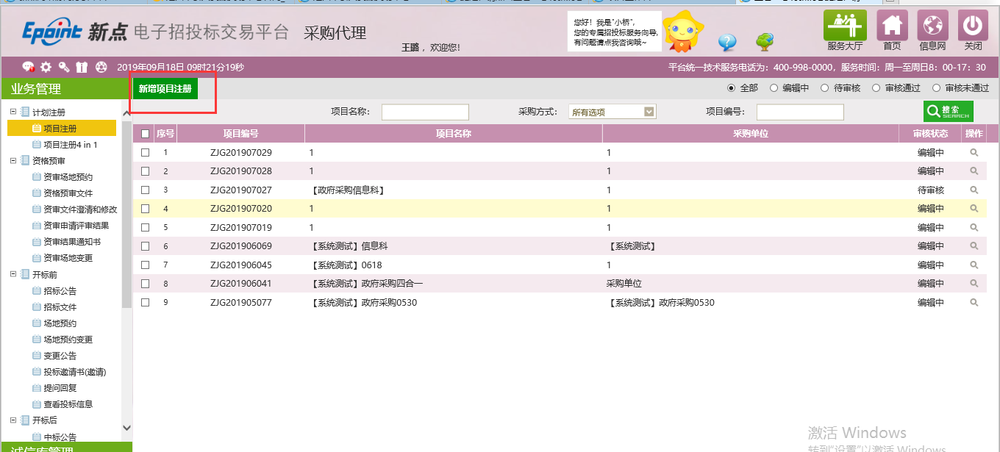 Epoint 新点 电子招投标交易平台 采购代理
王璐，欢迎您!
您好！我是"小桥",
您的专属招投标服务向导,
有问题请点我咨询哦~
服务大厅 首页 信息网 关闭
2019年09月18日 09时21分19秒
平台统一技术服务电话为：400-998-0000，服务时间：周一至周日8：00-17：30
业务管理
新增项目注册
全部 编辑中 待审核 审核通过 审核未通过
项目名称: 采购方式: 所有选项 项目编号: 搜索 SEARCH
计划注册
项目注册
项目注册4 in 1
资格预审
资审场地预约
资格预审文件
资审文件澄清和修改
资审申请评审结果
资审结果通知书
资审场地变更
开标前
招标公告
招标文件
场地预约
场地预约变更
变更公告
投标邀请书(邀请)
提问回复
查看投标信息
开标后
中标公告
诚信库管理
序号 项目编号 项目名称 采购单位 审核状态 操作
1 ZJG201907029 1 1 编辑中
2 ZJG201907028 1 1 编辑中
3 ZJG201907027 【政府采购信息科】 1 待审核
4 ZJG201907020 1 1 编辑中
5 ZJG201907019 1 1 编辑中
6 ZJG201906069 【系统测试】信息科 【系统测试】 编辑中
7 ZJG201906045 【系统测试】0618 1 编辑中
8 ZJG201906041 【系统测试】政府采购四合一 采购单位 编辑中
9 ZJG201905077 【系统测试】政府采购0530 【系统测试】政府采购0530 编辑中
激活 Windows
转到"设置"以激活 Windows